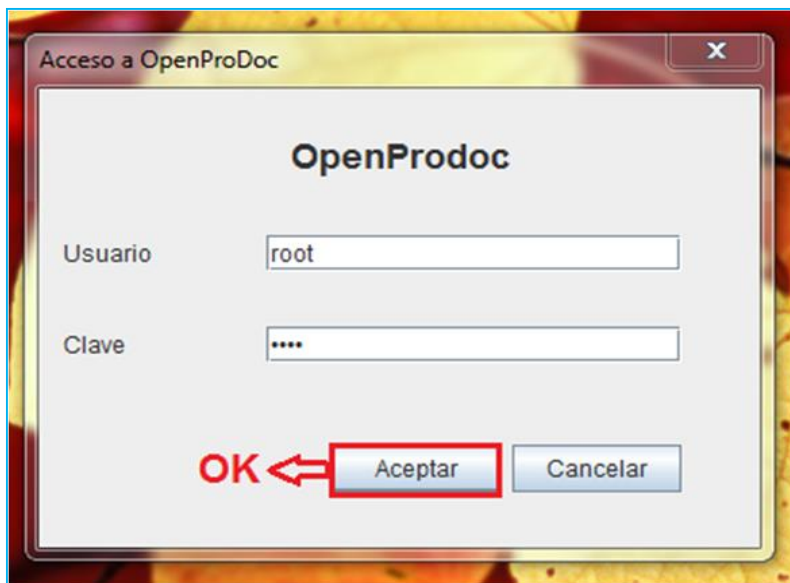 Acceso a OpenProDoc
X
OpenProdoc
Usuario root
Clave ••••
OK Aceptar Cancelar